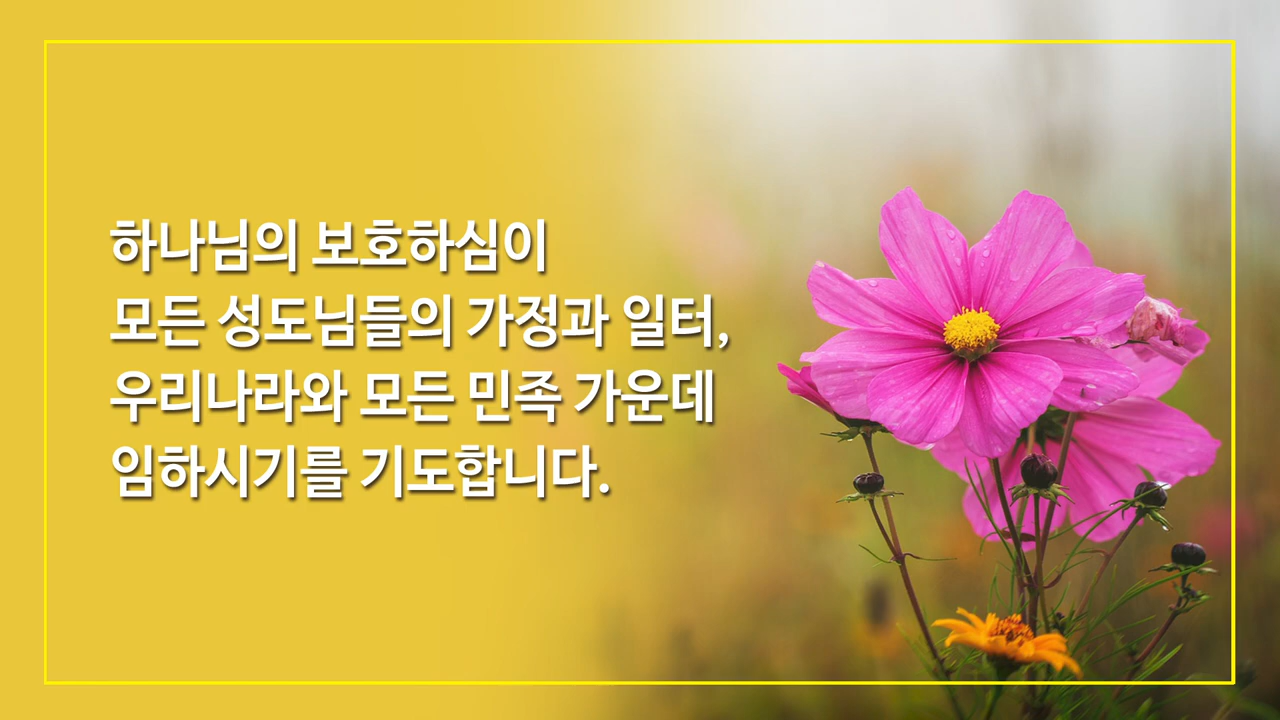 하나님의 보호하심이
모든 성도님들의 가정과 일터,
우리나라와 모든 민족 가운데
임하시기를 기도합니다.